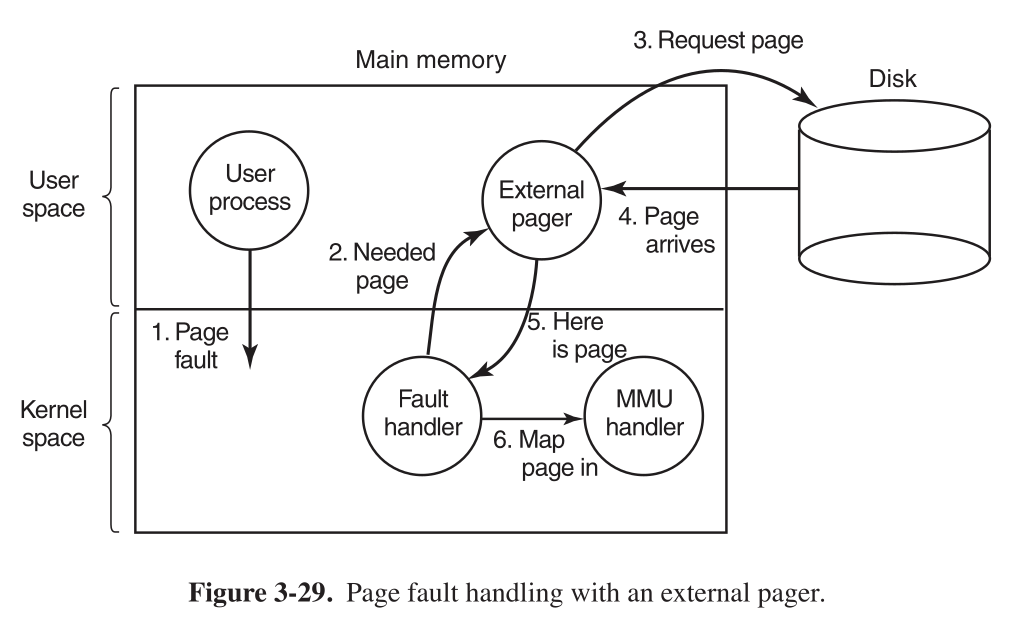 3. Request page
Main memory
Disk
User
space
User
process
External
pager
4. Page
arrives
2. Needed
page
1. Page
fault
5. Here
is page
Kernel
space
Fault
handler
MMU
handler
6. Map
page in
Figure 3-29. Page fault handling with an external pager.